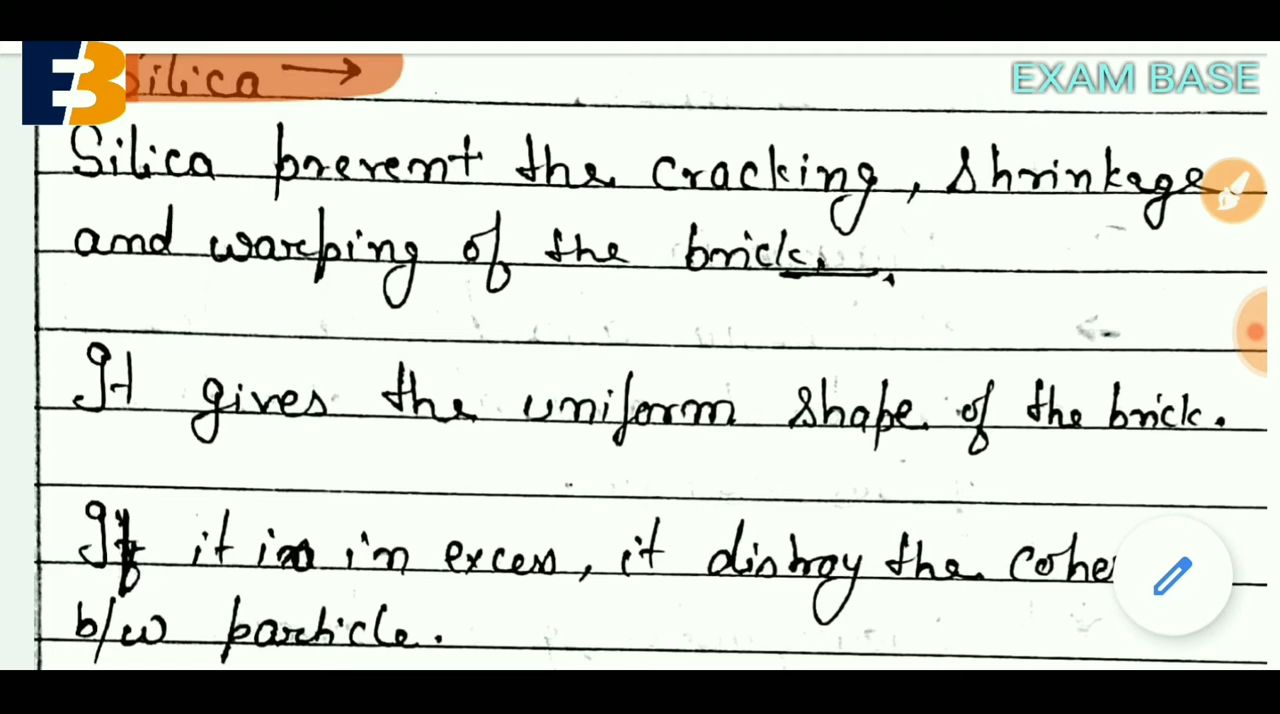 EB
EXAM BASE
Silica →
Silica prevent the cracking, Shrinkage
and warping of the brick.
It gives the uniform shape of the brick.
If it is in excess, it distroy the cohe
b/w particle.